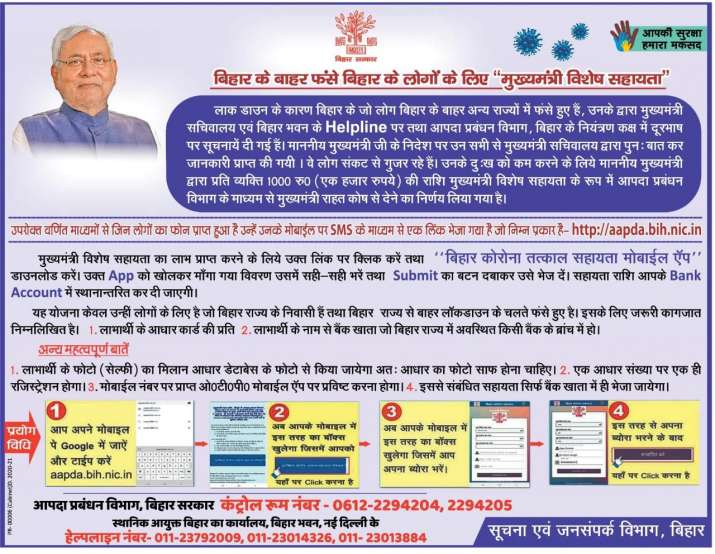 बिहार सरकार
आपकी सुरक्षा
हमारा मकसद
बिहार के बाहर फंसे बिहार के लोगों के लिए “मुख्यमंत्री विशेष सहायता”
लाक डाउन के कारण बिहार के जो लोग बिहार के बाहर अन्य राज्यों में फंसे हुए हैं, उनके द्वारा मुख्यमंत्री
सचिवालय एवं बिहार भवन के Helpline पर तथा आपदा प्रबंधन विभाग, बिहार के नियंत्रण कक्ष में दूरभाष
पर सूचनायें दी गई हैं। माननीय मुख्यमंत्री जी के निदेश पर उन सभी से मुख्यमंत्री सचिवालय द्वारा पुनः बात कर
जानकारी प्राप्त की गयी । वे लोग संकट से गुजर रहे हैं। उनके दुःख को कम करने के लिये माननीय मुख्यमंत्री
द्वारा प्रति व्यक्ति 1000 रु0 (एक हजार रुपये) की राशि मुख्यमंत्री विशेष सहायता के रूप में आपदा प्रबंधन
विभाग के माध्यम से मुख्यमंत्री राहत कोष से देने का निर्णय लिया गया है।
उपरोक्त वर्णित माध्यमों से जिन लोगों का फोन प्राप्त हुआ है उन्हें उनके मोबाईल पर SMS के माध्यम से एक लिंक भेजा गया है जो निम्न प्रकार है– http://aapda.bih.nic.in
मुख्यमंत्री विशेष सहायता का लाभ प्राप्त करने के लिये उक्त लिंक पर क्लिक करें तथा ‘‘बिहार कोरोना तत्काल सहायता मोबाईल ऍप’’
डाउनलोड करें। उक्त App को खोलकर माँगा गया विवरण उसमें सही–सही भरें तथा Submit का बटन दबाकर उसे भेज दें। सहायता राशि आपके Bank
Account में स्थानान्तरित कर दी जाएगी।
यह योजना केवल उन्हीं लोगों के लिए है जो बिहार राज्य के निवासी हैं तथा बिहार राज्य से बाहर लॉकडाउन के चलते फंसे हुए है। इसके लिए जरूरी कागजात
निम्नलिखित है। 1. लाभार्थी के आधार कार्ड की प्रति 2. लाभार्थी के नाम से बैंक खाता जो बिहार राज्य में अवस्थित किसी बैंक के ब्रांच में हो।
अन्य महत्वपूर्ण बातें
1. लाभार्थी के फोटो (सेल्फी) का मिलान आधार डेटाबेस के फोटो से किया जायेगा अतः आधार का फोटो साफ होना चाहिए। 2. एक आधार संख्या पर एक ही
रजिस्ट्रेशन होगा। 3. मोबाईल नंबर पर प्राप्त ओ0टी0पी0 मोबाईल ऍप पर प्रविष्ट करना होगा। 4. इससे संबंधित सहायता सिर्फ बैंक खाता में ही भेजा जायेगा।
प्रयोग
विधि
1
आप अपने मोबाइल
पे Google में जाऐं
और टाईप करें
aapda.bih.nic.in
2
अब आपके मोबाइल में
इस तरह का बॉक्स
खुलेगा जिसमें आपको
यहाँ पर Click करना है
3
अब आपके मोबाइल में
इस तरह का बॉक्स
खुलेगा जिसमें आप
अपना ब्योरा भरें।
4
इस तरह से अपना
ब्योरा भरने के बाद
यहाँ पर Click करना है
आपदा प्रबंधन विभाग, बिहार सरकार कंट्रोल रूम नंबर - 0612-2294204, 2294205
स्थानिक आयुक्त बिहार का कार्यालय, बिहार भवन, नई दिल्ली के
हेल्पलाइन नंबर- 011-23792009, 011-23014326, 011- 23013884
सूचना एवं जनसंपर्क विभाग, बिहार